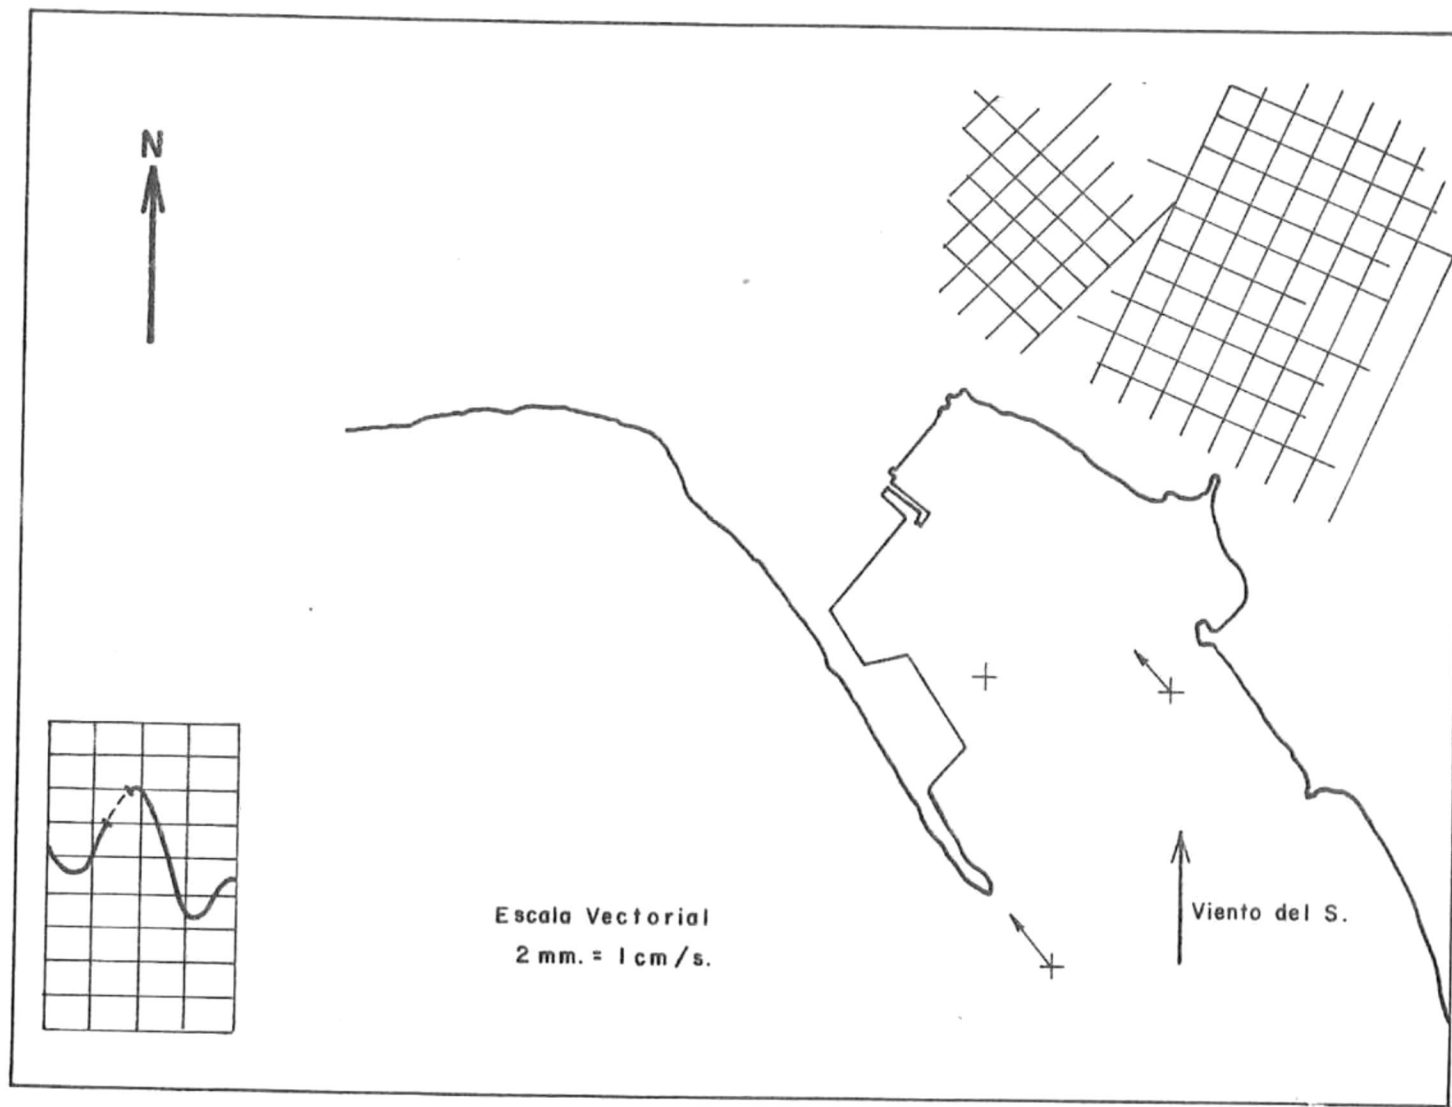 N
Escala Vectorial
2 mm. = 1 cm/s.
Viento del S.